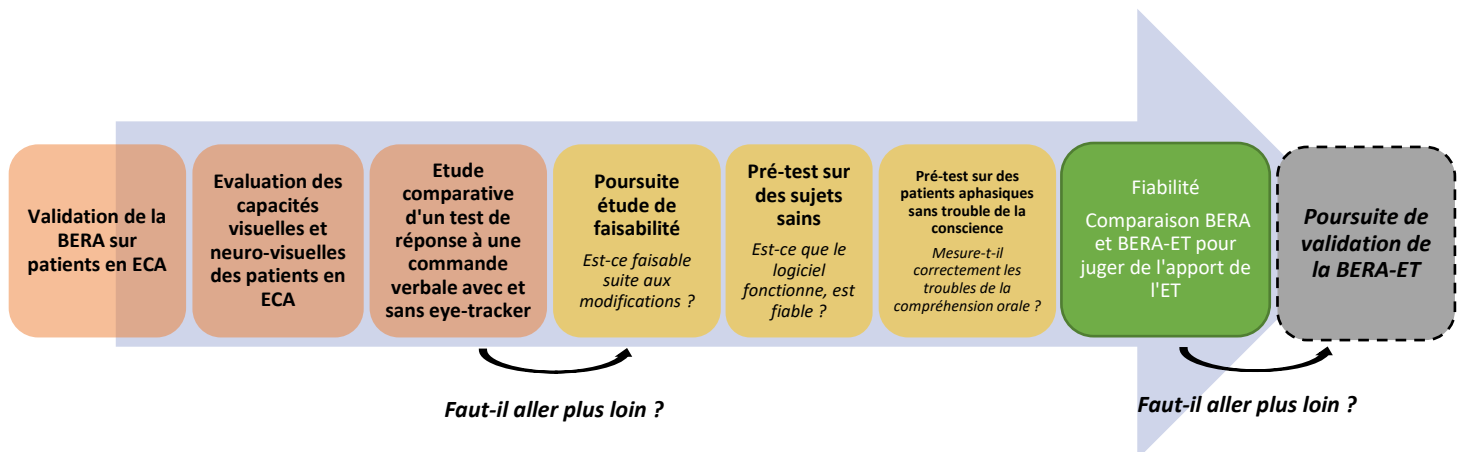 Validation de la
BERA sur
patients en ECA
Evaluation des
capacités
visuelles et
neuro-visuelles
des patients en
ECA
Etude
comparative
d'un test de
réponse à une
commande
verbale avec et
sans eye-tracker
Poursuite
étude de
faisabilité
Est-ce faisable
suite aux
modifications ?
Pré-test sur
des sujets
sains
Est-ce que le
logiciel
fonctionne, est
fiable ?
Pré-test sur des
patients aphasiques
sans trouble de la
conscience
Mesure-t-il
correctement les
troubles de la
compréhension orale ?
Fiabilité
Comparaison BERA
et BERA-ET pour
juger de l'apport de
l'ET
Poursuite de
validation de
la BERA-ET
Faut-il aller plus loin ?
Faut-il aller plus loin ?